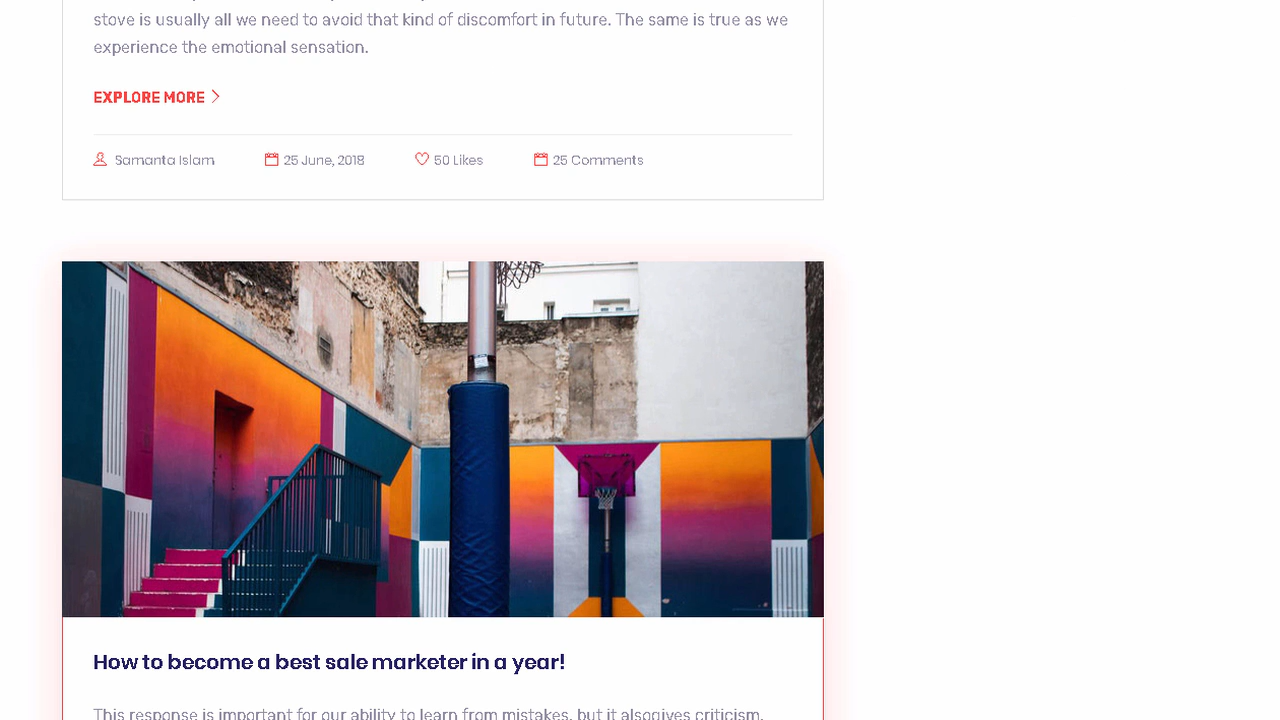 stove is usually all we need to avoid that kind of discomfort in future. The same is true as we
experience the emotional sensation.
EXPLORE MORE
Samanta Islam 25 June, 2018 50 Likes 25 Comments
How to become a best sale marketer in a year!
This response is important for our ability to learn from mistakes, but it alsogives criticism,